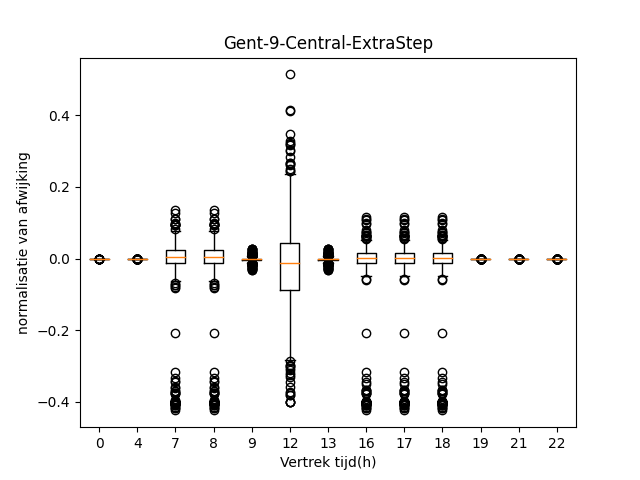 Gent-9-Central-ExtraStep
normalisatie van afwijking
0.4
0.2
0.0
−0.2
−0.4
0 4 7 8 9 12 13 16 17 18 19 21 22
Vertrek tijd(h)